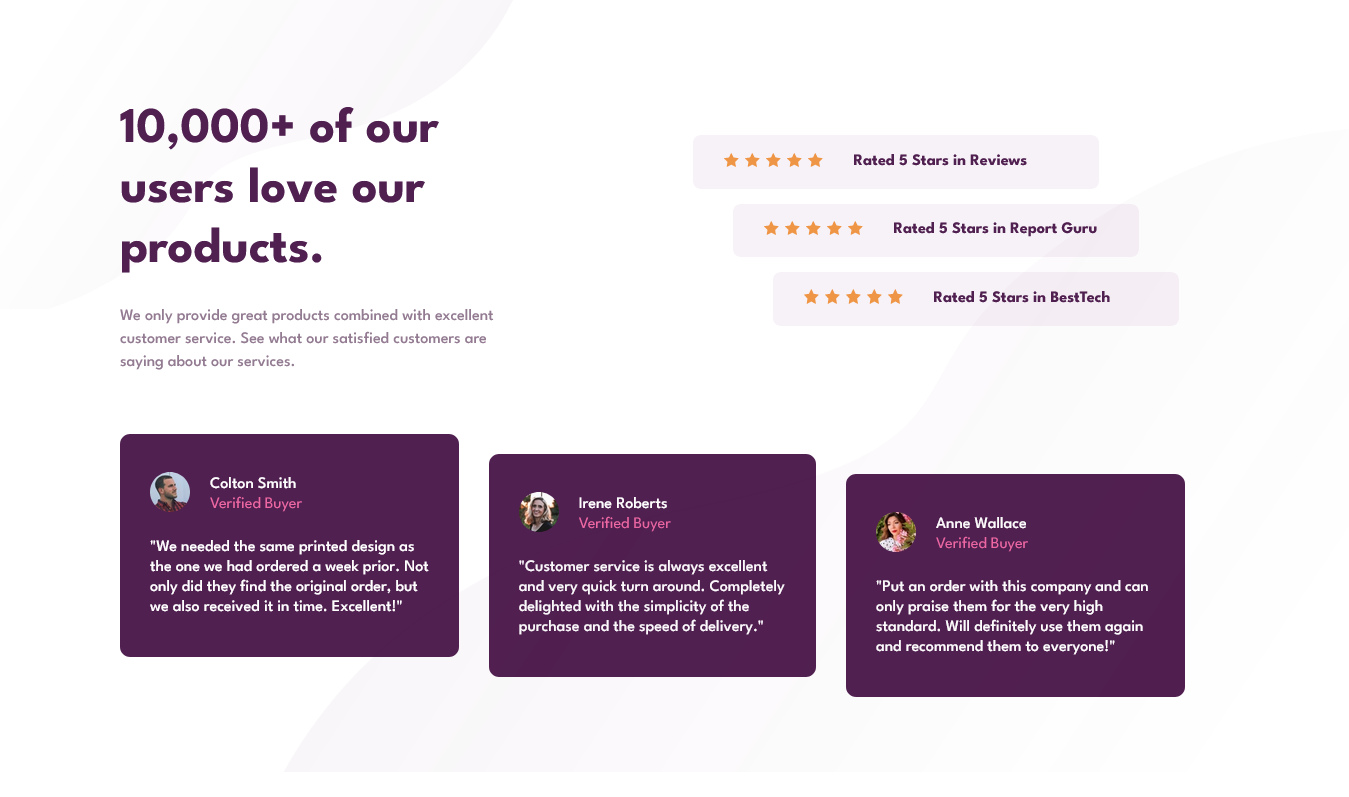 10,000+ of our
users love our
products.
We only provide great products combined with excellent
customer service. See what our satisfied customers are
saying about our services.
Rated 5 Stars in Reviews
Rated 5 Stars in Report Guru
Rated 5 Stars in BestTech
Colton Smith
Verified Buyer
"We needed the same printed design as
the one we had ordered a week prior. Not
only did they find the original order, but
we also received it in time. Excellent!"
Irene Roberts
Verified Buyer
"Customer service is always excellent
and very quick turn around. Completely
delighted with the simplicity of the
purchase and the speed of delivery."
Anne Wallace
Verified Buyer
"Put an order with this company and can
only praise them for the very high
standard. Will definitely use them again
and recommend them to everyone!"